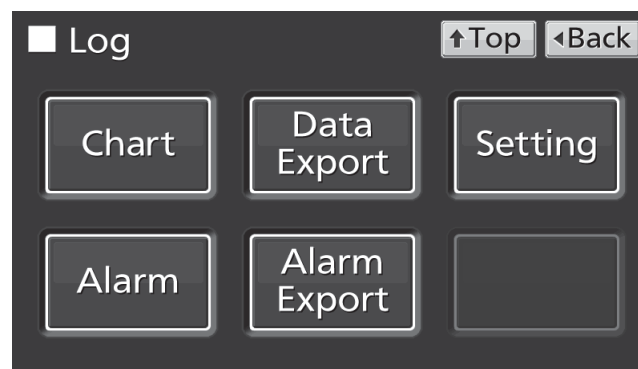 Log
↑Top
◂Back
Chart
Data
Export
Setting
Alarm
Alarm
Export